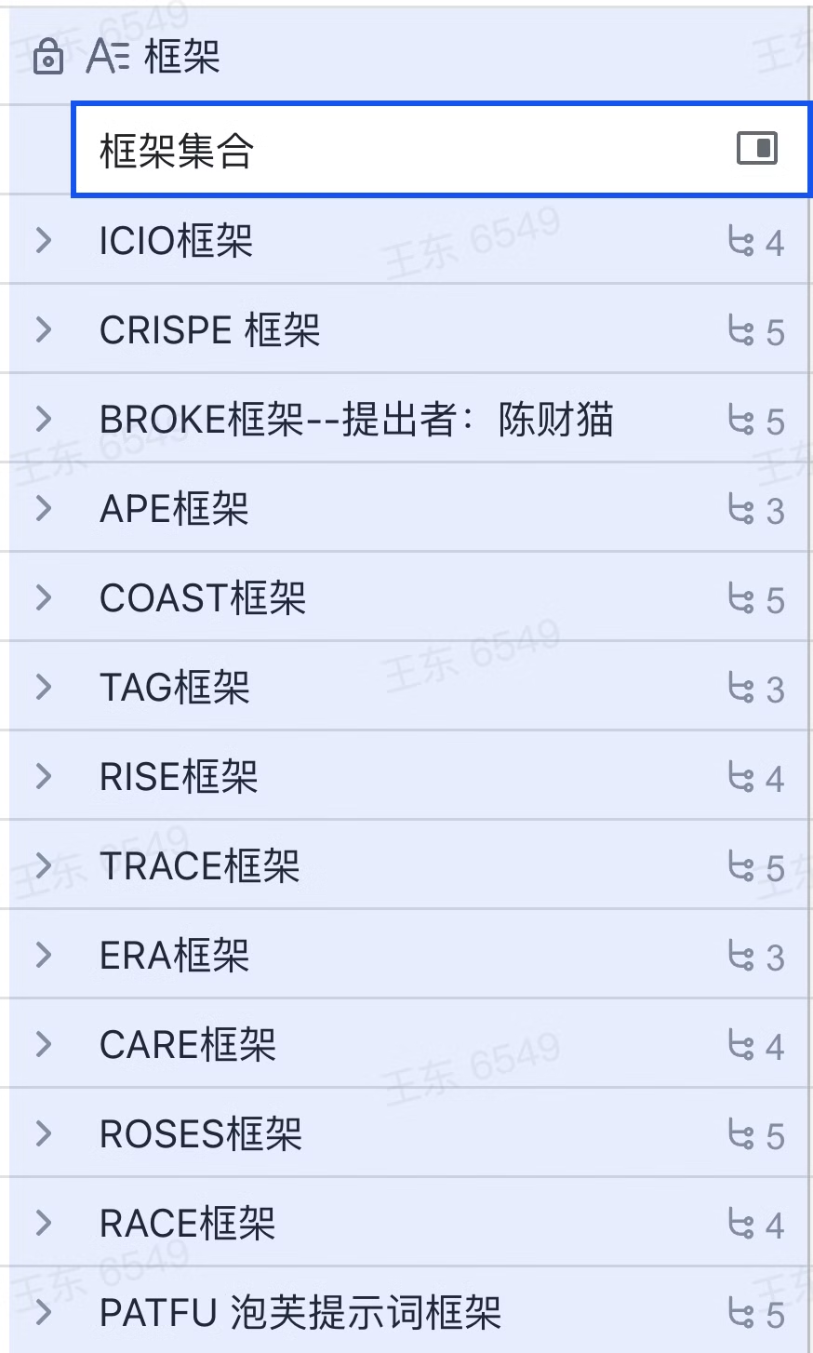 框架
框架集合
ICIO框架 4
CRISPE 框架 5
BROKE框架--提出者：陈财猫 5
APE框架 3
COAST框架 5
TAG框架 3
RISE框架 4
TRACE框架 5
ERA框架 3
CARE框架 4
ROSES框架 5
RACE框架 4
PATFU 泡芙提示词框架 5
王东 6549